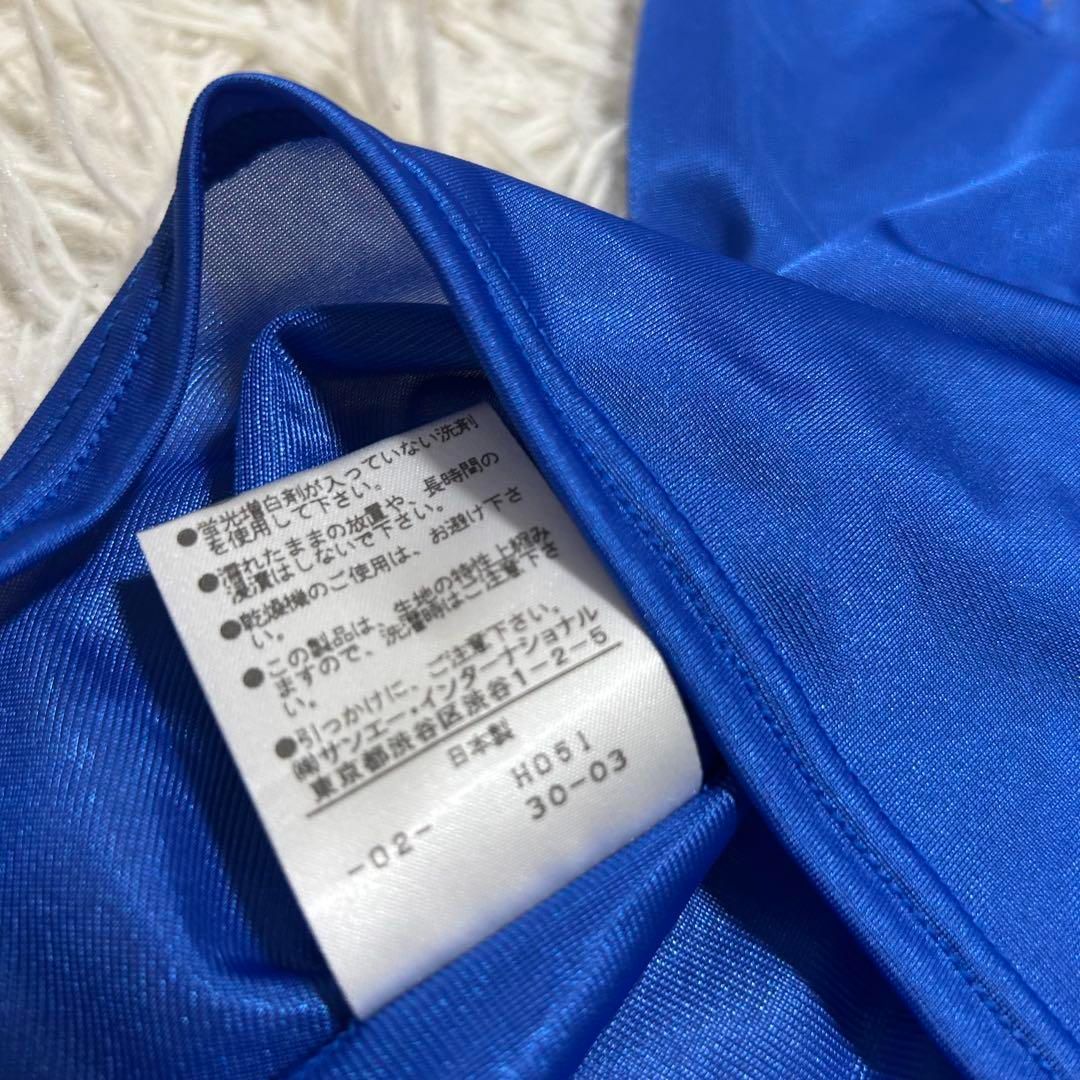 ●蛍光増白剤が入っていない洗剤
を使用して下さい。
●濡れたままの放置や、長時間の
浸漬はしないで下さい。
●乾燥機のご使用は、お避け下さ
い。
●この製品は、生地の特性上縮み
ますので、洗濯時はご注意下さ
い。
●引っかけに、ご注意下さい。
㈱サンエー・インターナショナル
東京都渋谷区渋谷1-2-5
日本製
H051
-02- 30-03